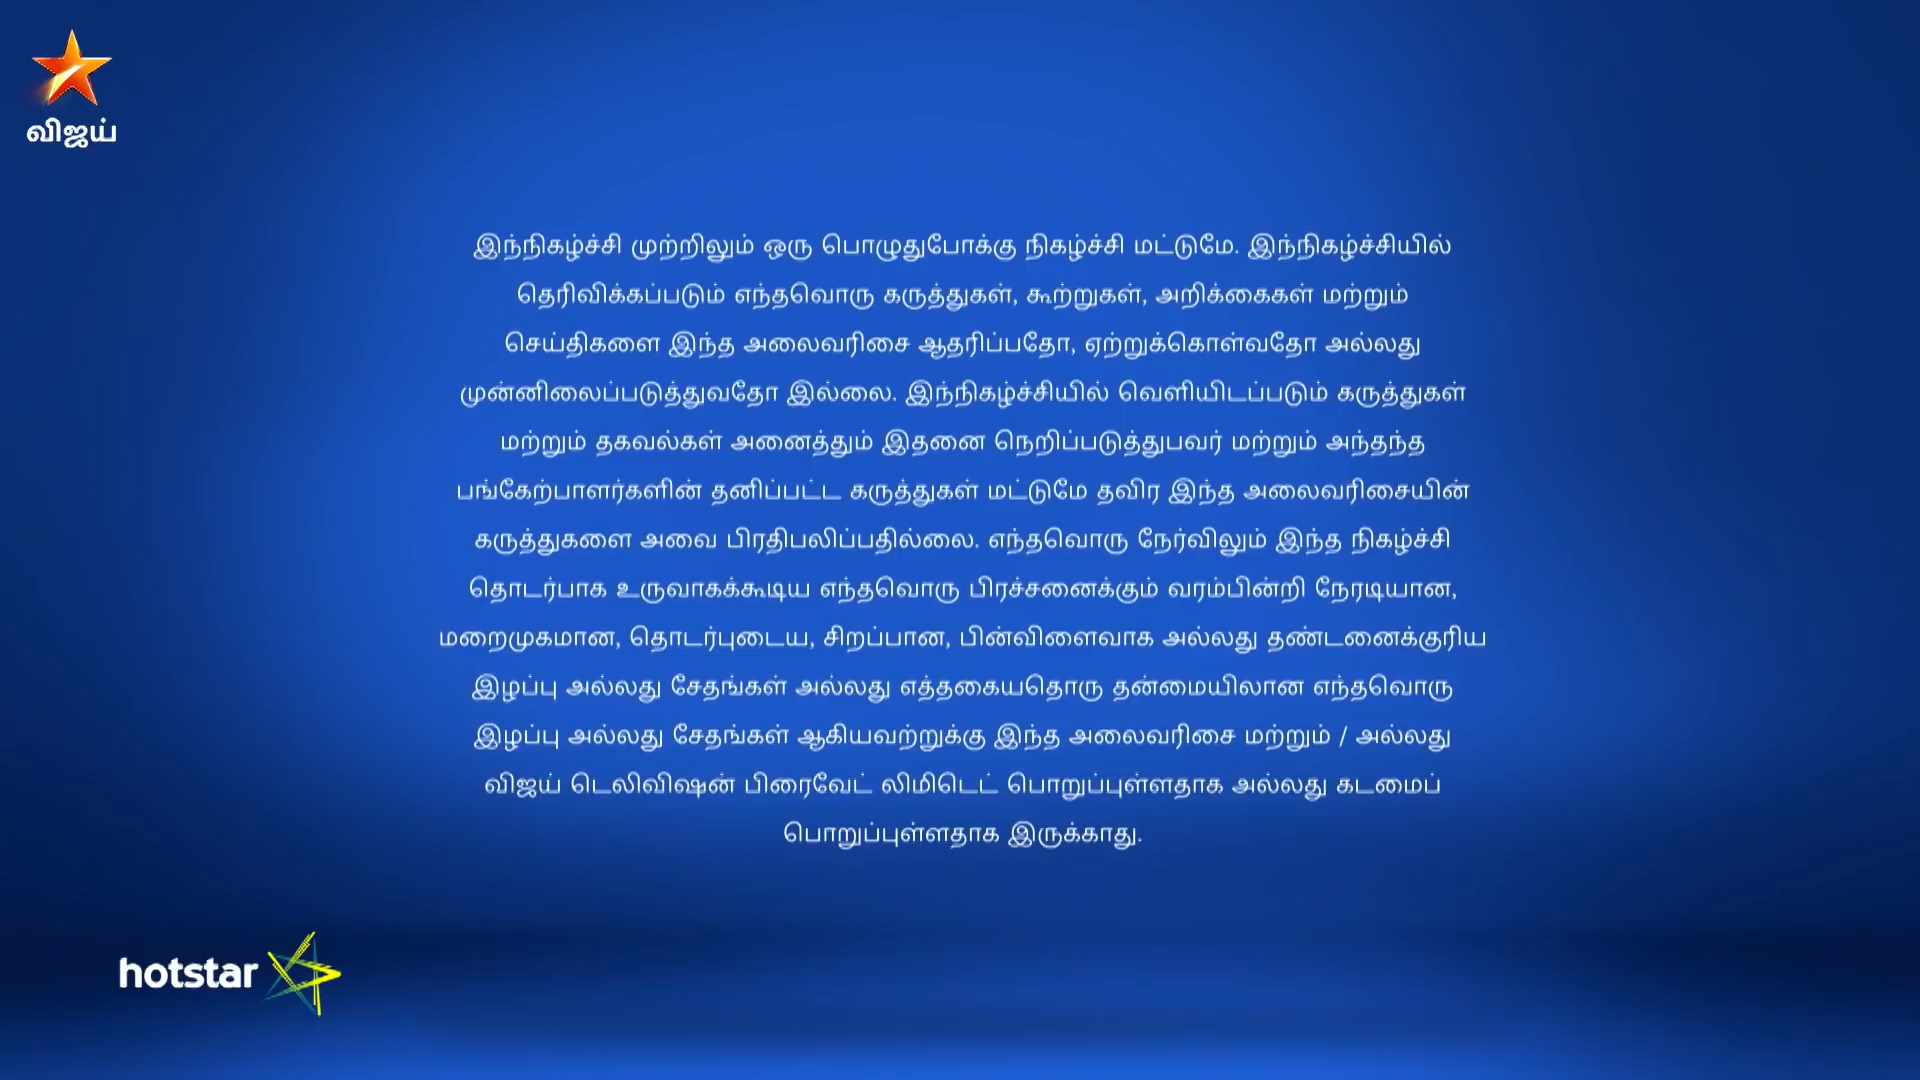 விஜய்
இந்நிகழ்ச்சி முற்றிலும் ஒரு பொழுதுபோக்கு நிகழ்ச்சி மட்டுமே. இந்நிகழ்ச்சியில்
தெரிவிக்கப்படும் எந்தவொரு கருத்துகள், கூற்றுகள், அறிக்கைகள் மற்றும்
செய்திகளை இந்த அலைவரிசை ஆதரிப்பதோ, ஏற்றுக்கொள்வதோ அல்லது
முன்னிலைப்படுத்துவதோ இல்லை. இந்நிகழ்ச்சியில் வெளியிடப்படும் கருத்துகள்
மற்றும் தகவல்கள் அனைத்தும் இதனை நெறிப்படுத்துபவர் மற்றும் அந்தந்த
பங்கேற்பாளர்களின் தனிப்பட்ட கருத்துகள் மட்டுமே தவிர இந்த அலைவரிசையின்
கருத்துகளை அவை பிரதிபலிப்பதில்லை. எந்தவொரு நேர்விலும் இந்த நிகழ்ச்சி
தொடர்பாக உருவாகக்கூடிய எந்தவொரு பிரச்சனைக்கும் வரம்பின்றி நேரடியான,
மறைமுகமான, தொடர்புடைய, சிறப்பான, பின்விளைவாக அல்லது தண்டனைக்குரிய
இழப்பு அல்லது சேதங்கள் அல்லது எத்தகையதொரு தன்மையிலான எந்தவொரு
இழப்பு அல்லது சேதங்கள் ஆகியவற்றுக்கு இந்த அலைவரிசை மற்றும் / அல்லது
விஜய் டெலிவிஷன் பிரைவேட் லிமிடெட் பொறுப்புள்ளதாக அல்லது கடமைப்
பொறுப்புள்ளதாக இருக்காது.
hotstar